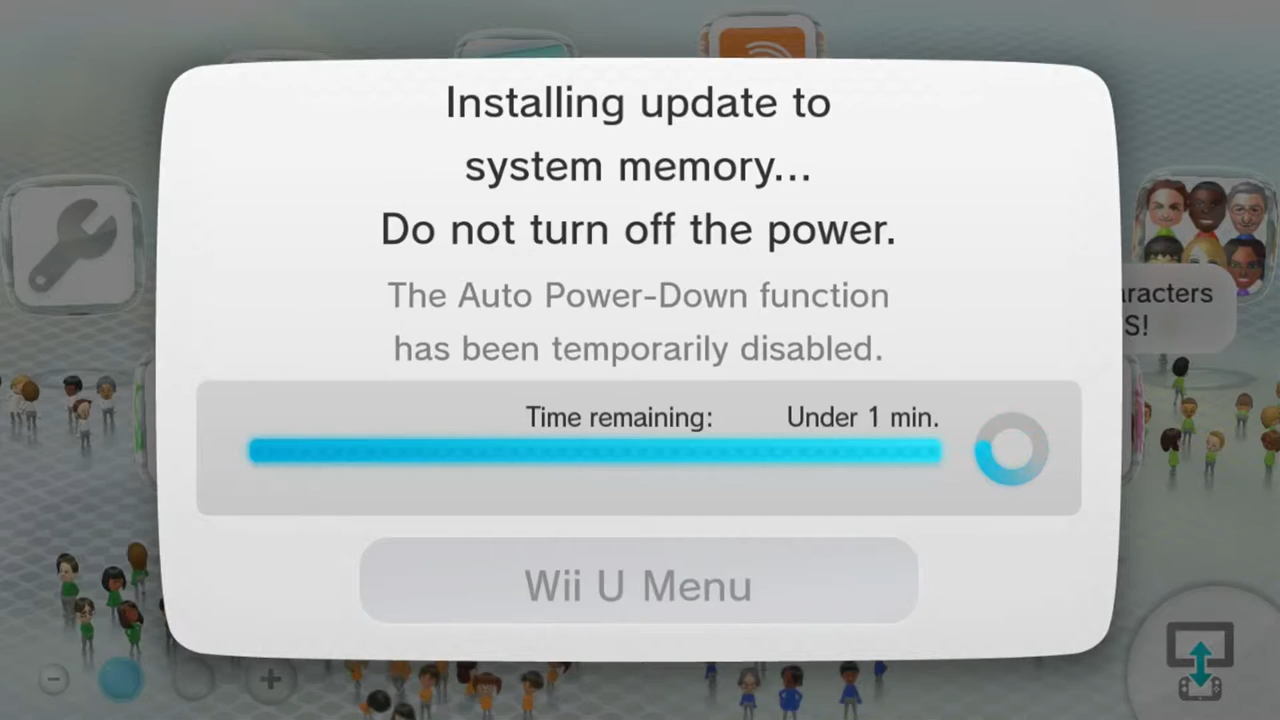 Installing update to
system memory...
Do not turn off the power.
The Auto Power-Down function
has been temporarily disabled.
Time remaining: Under 1 min.
Wii U Menu
S!